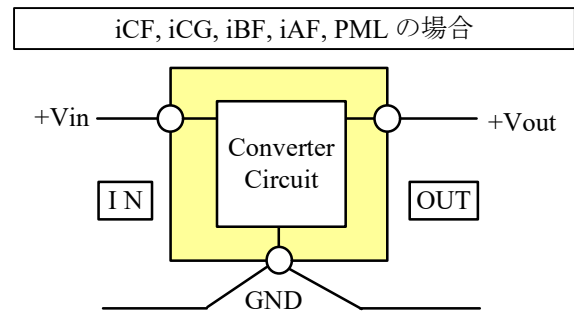 iCF, iCG, iBF, iAF, PML の場合
+Vin
+Vout
Converter
Circuit
I N
OUT
GND